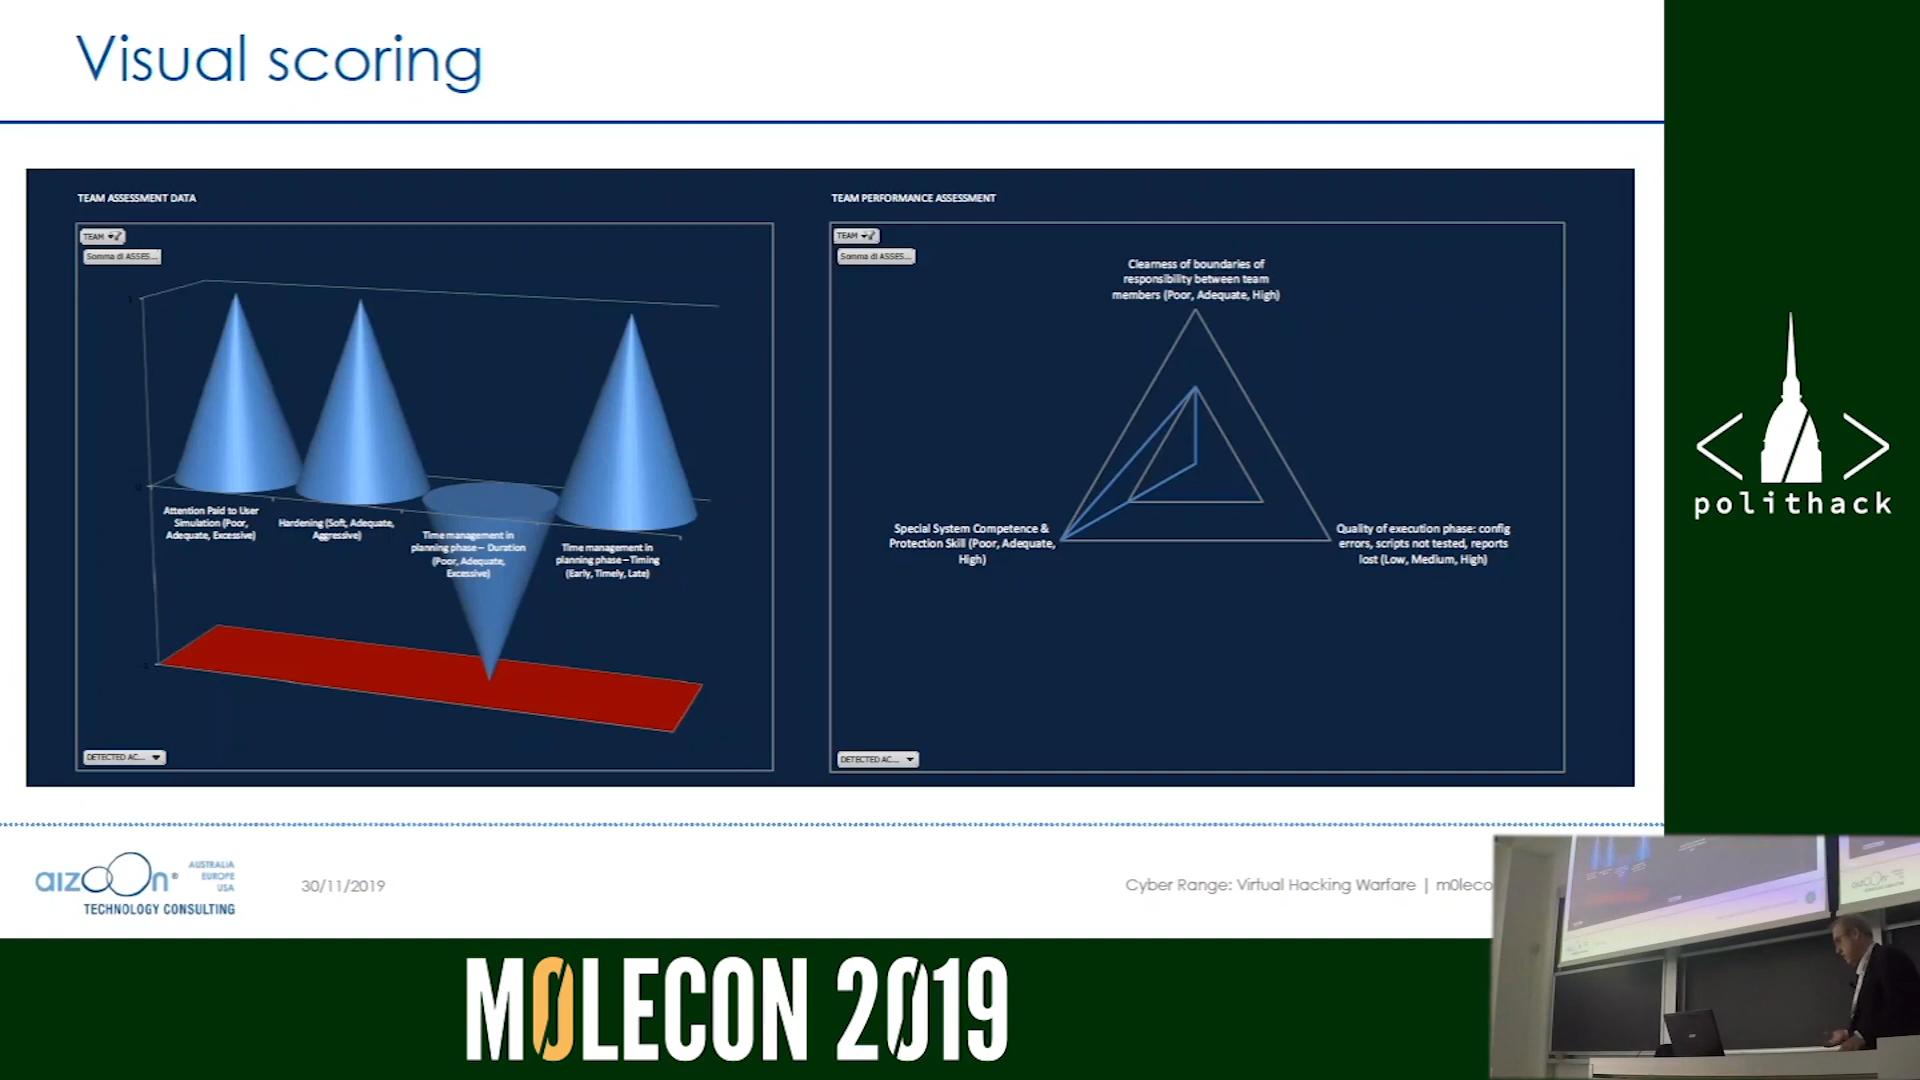 Visual scoring
TEAM ASSESSMENT DATA
TEAM
Somma di ASSES...
1
0
Attention Paid to User
Simulation (Poor,
Adequate, Excessive)
Hardening (Soft, Adequate,
Aggressive)
Time management in
planning phase – Duration
(Poor, Adequate,
Excessive)
Time management in
planning phase – Timing
(Early, Timely, Late)
DETECTED AC...
TEAM PERFORMANCE ASSESSMENT
TEAM
Somma di ASSES...
Clearness of boundaries of
responsibility between team
members (Poor, Adequate, High)
Special System Competence &
Protection Skill (Poor, Adequate,
High)
Quality of execution phase: config
errors, scripts not tested, reports
lost (Low, Medium, High)
DETECTED AC...
polithack
aizoOn®
AUSTRALIA
EUROPE
USA
TECHNOLOGY CONSULTING
30/11/2019
Cyber Range: Virtual Hacking Warfare | m0leco
M0LECON 2019